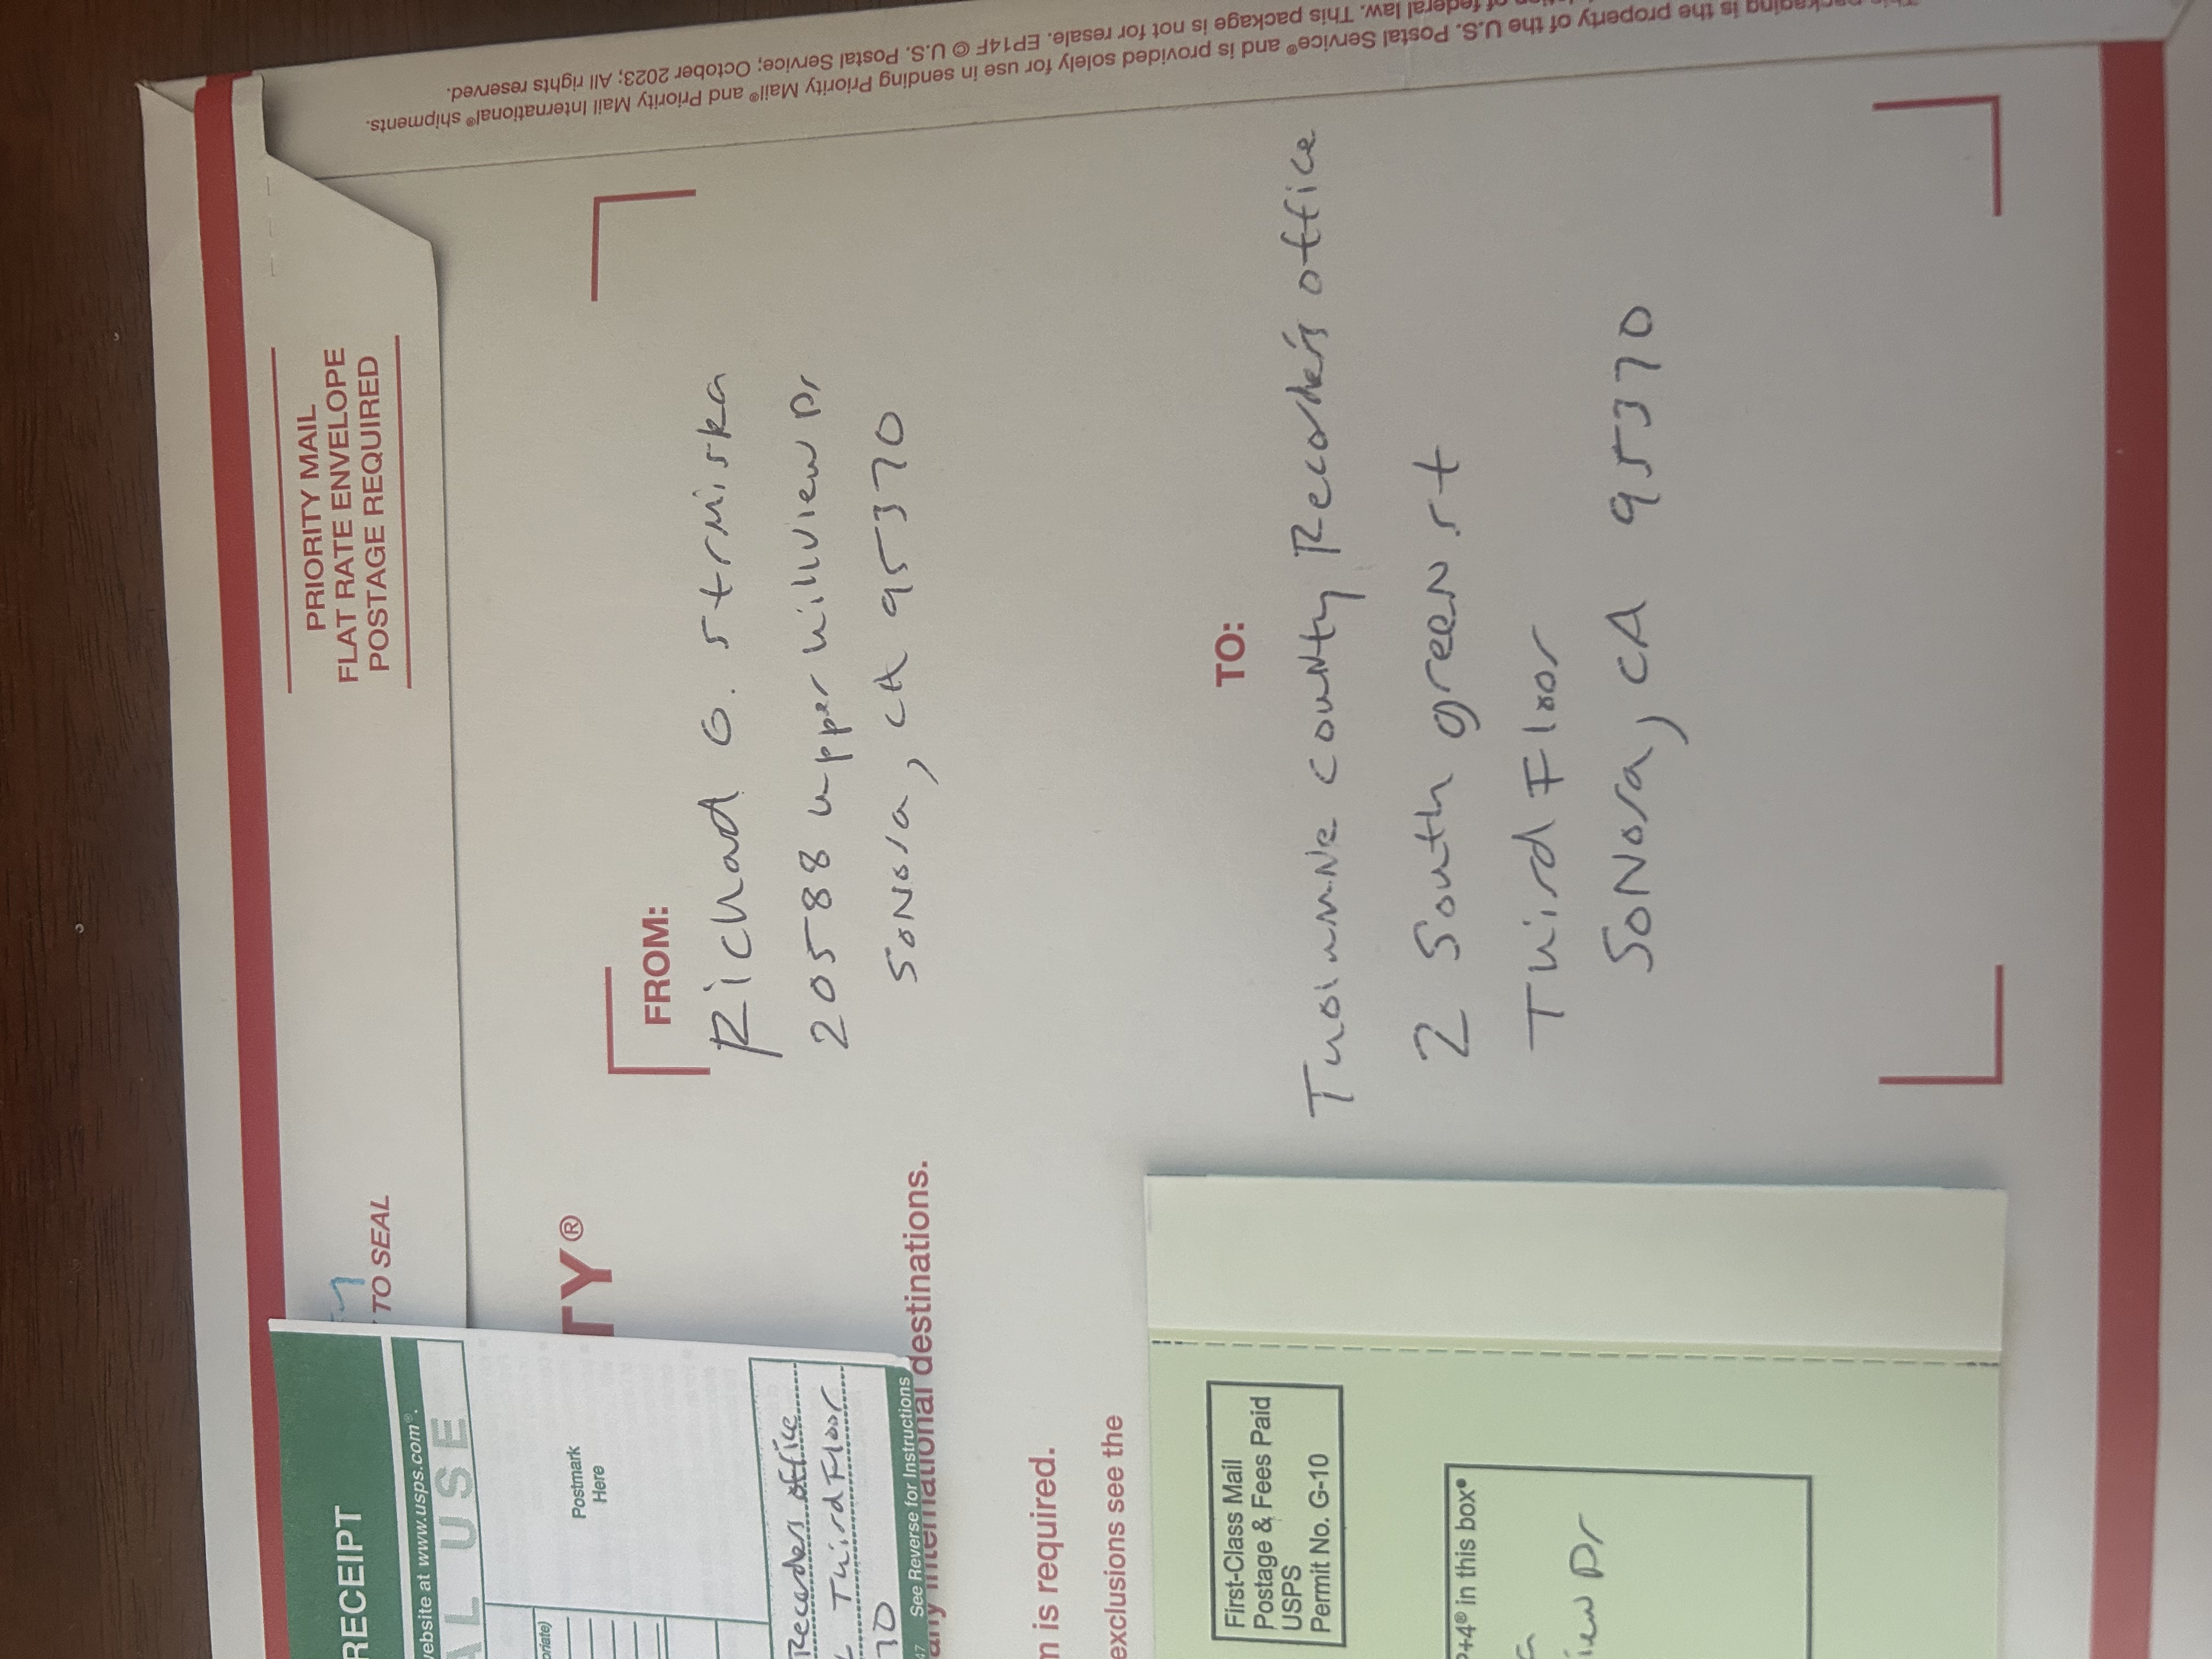 RECEIPT
website at www.usps.com®.
AL USE
TO SEAL
PRIORITY MAIL
FLAT RATE ENVELOPE
POSTAGE REQUIRED
Postmark
Here
TY®
Recorders office
Third Floor
70
47 See Reverse for Instructions
any international destinations.
m is required.
exclusions see the
FROM:
Richad G. Strmiska
20588 upper hillview Dr
Sonora, CA 95370
First-Class Mail
Postage & Fees Paid
USPS
Permit No. G-10
P+4® in this box•
a
iew Dr
TO:
Tuolumne County Recorder's office
2 South green st
Third Floor
Sonora, CA 95370
This packaging is the property of the U.S. Postal Service® and is provided solely for use in sending Priority Mail® and Priority Mail International® shipments.
of federal law. This package is not for resale. EP14F © U.S. Postal Service; October 2023; All rights reserved.